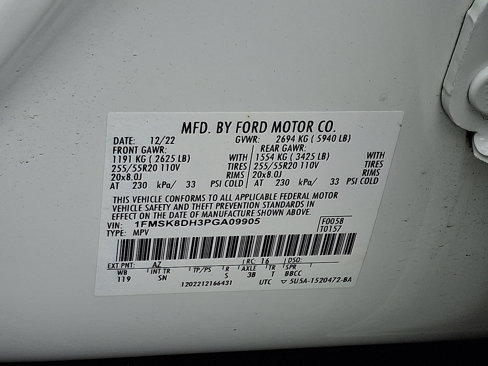 MFD. BY FORD MOTOR CO.
DATE: 12/22 GVWR: 2694 KG ( 5940 LB)
FRONT GAWR: REAR GAWR:
1191 KG ( 2625 LB) WITH 1554 KG ( 3425 LB) WITH
255/55R20 110V TIRES 255/55R20 110V TIRES
20x8.0J RIMS 20x8.0J RIMS
AT 230 kPa/ 33 PSI COLD AT 230 kPa/ 33 PSI COLD
THIS VEHICLE CONFORMS TO ALL APPLICABLE FEDERAL MOTOR
VEHICLE SAFETY AND THEFT PREVENTION STANDARDS IN
EFFECT ON THE DATE OF MANUFACTURE SHOWN ABOVE.
VIN: 1FMSK8DH3PGA09905 F0058
TYPE: MPV T0157
EXT PNT: AZ RC: 16 DSO:
WB INT TR TP/PS R AXLE TR SPR
119 SN S 3B T BBCC
1202212166431 UTC ▽ 5U5A-1520472-BA